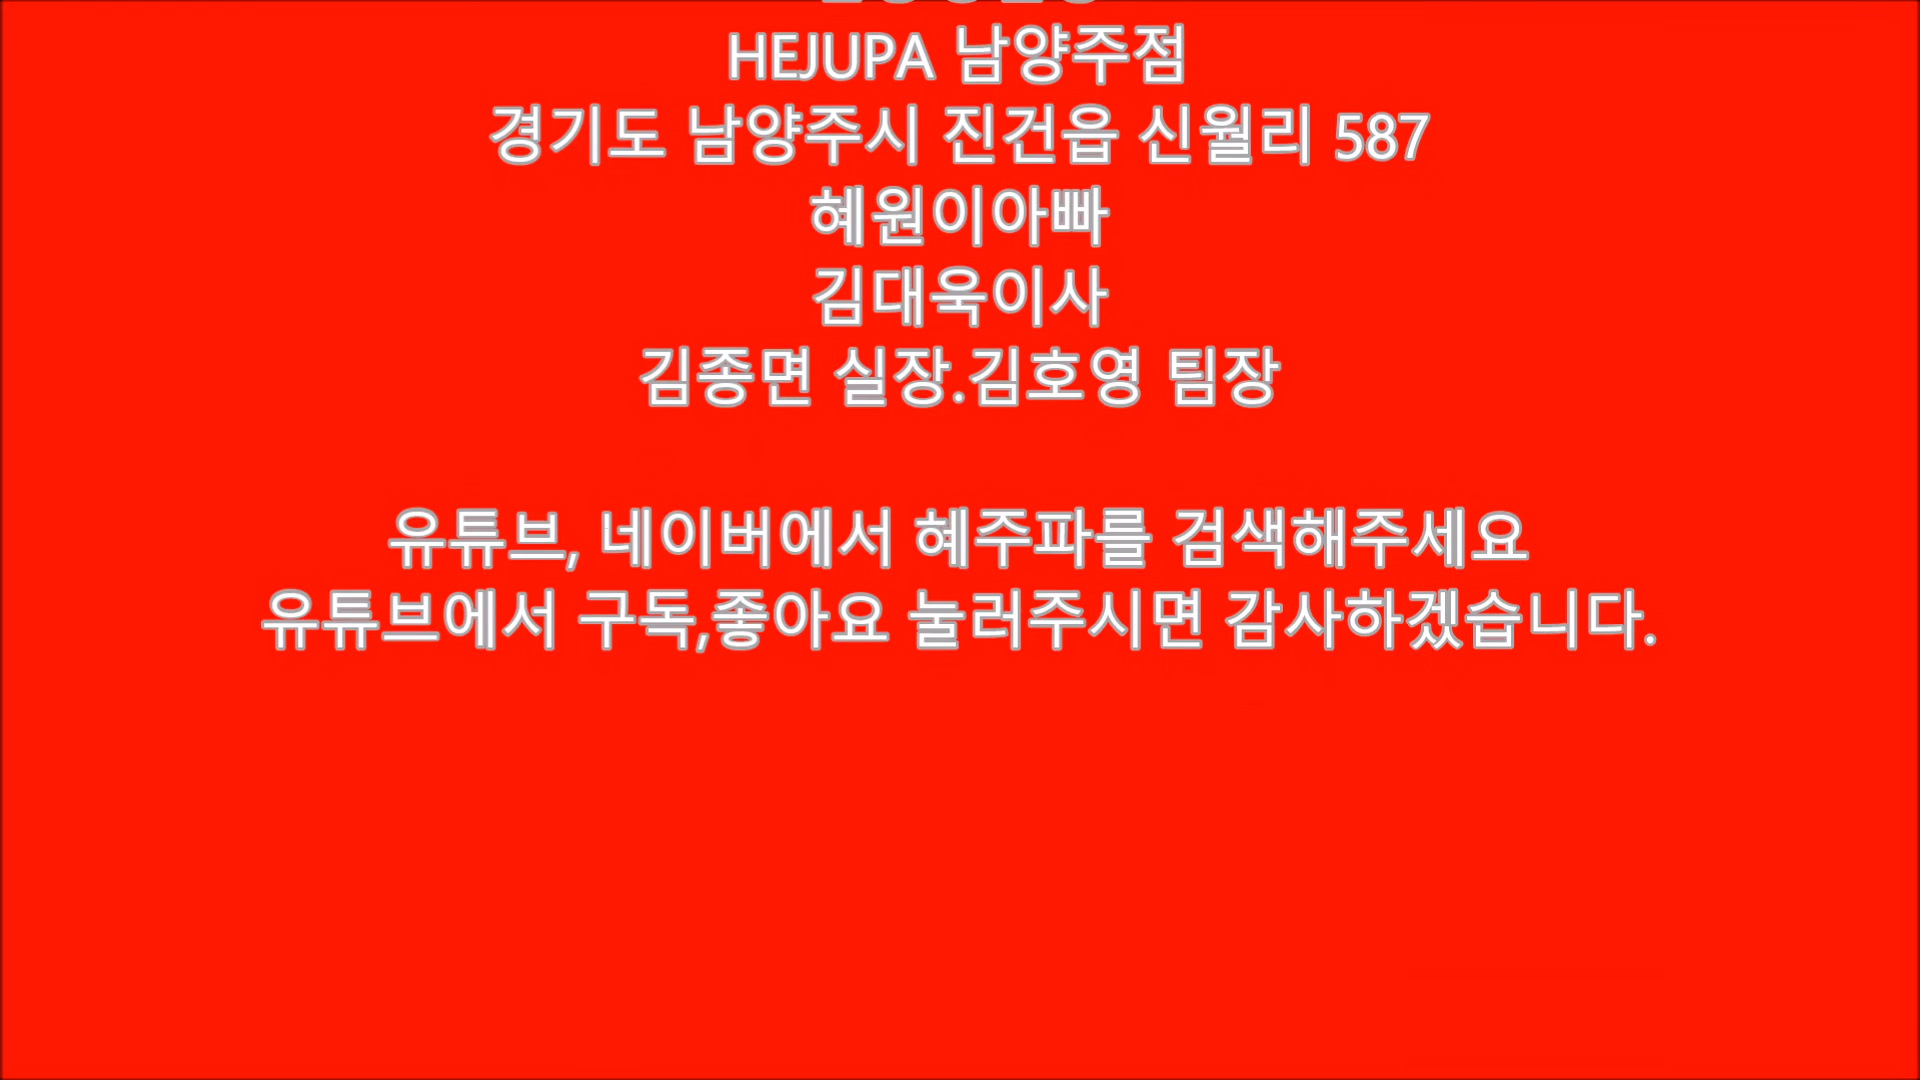 HEJUPA 남양주점
경기도 남양주시 진건읍 신월리 587
혜원이아빠
김대욱이사
김종면 실장.김호영 팀장
유튜브, 네이버에서 혜주파를 검색해주세요
유튜브에서 구독,좋아요 눌러주시면 감사하겠습니다.